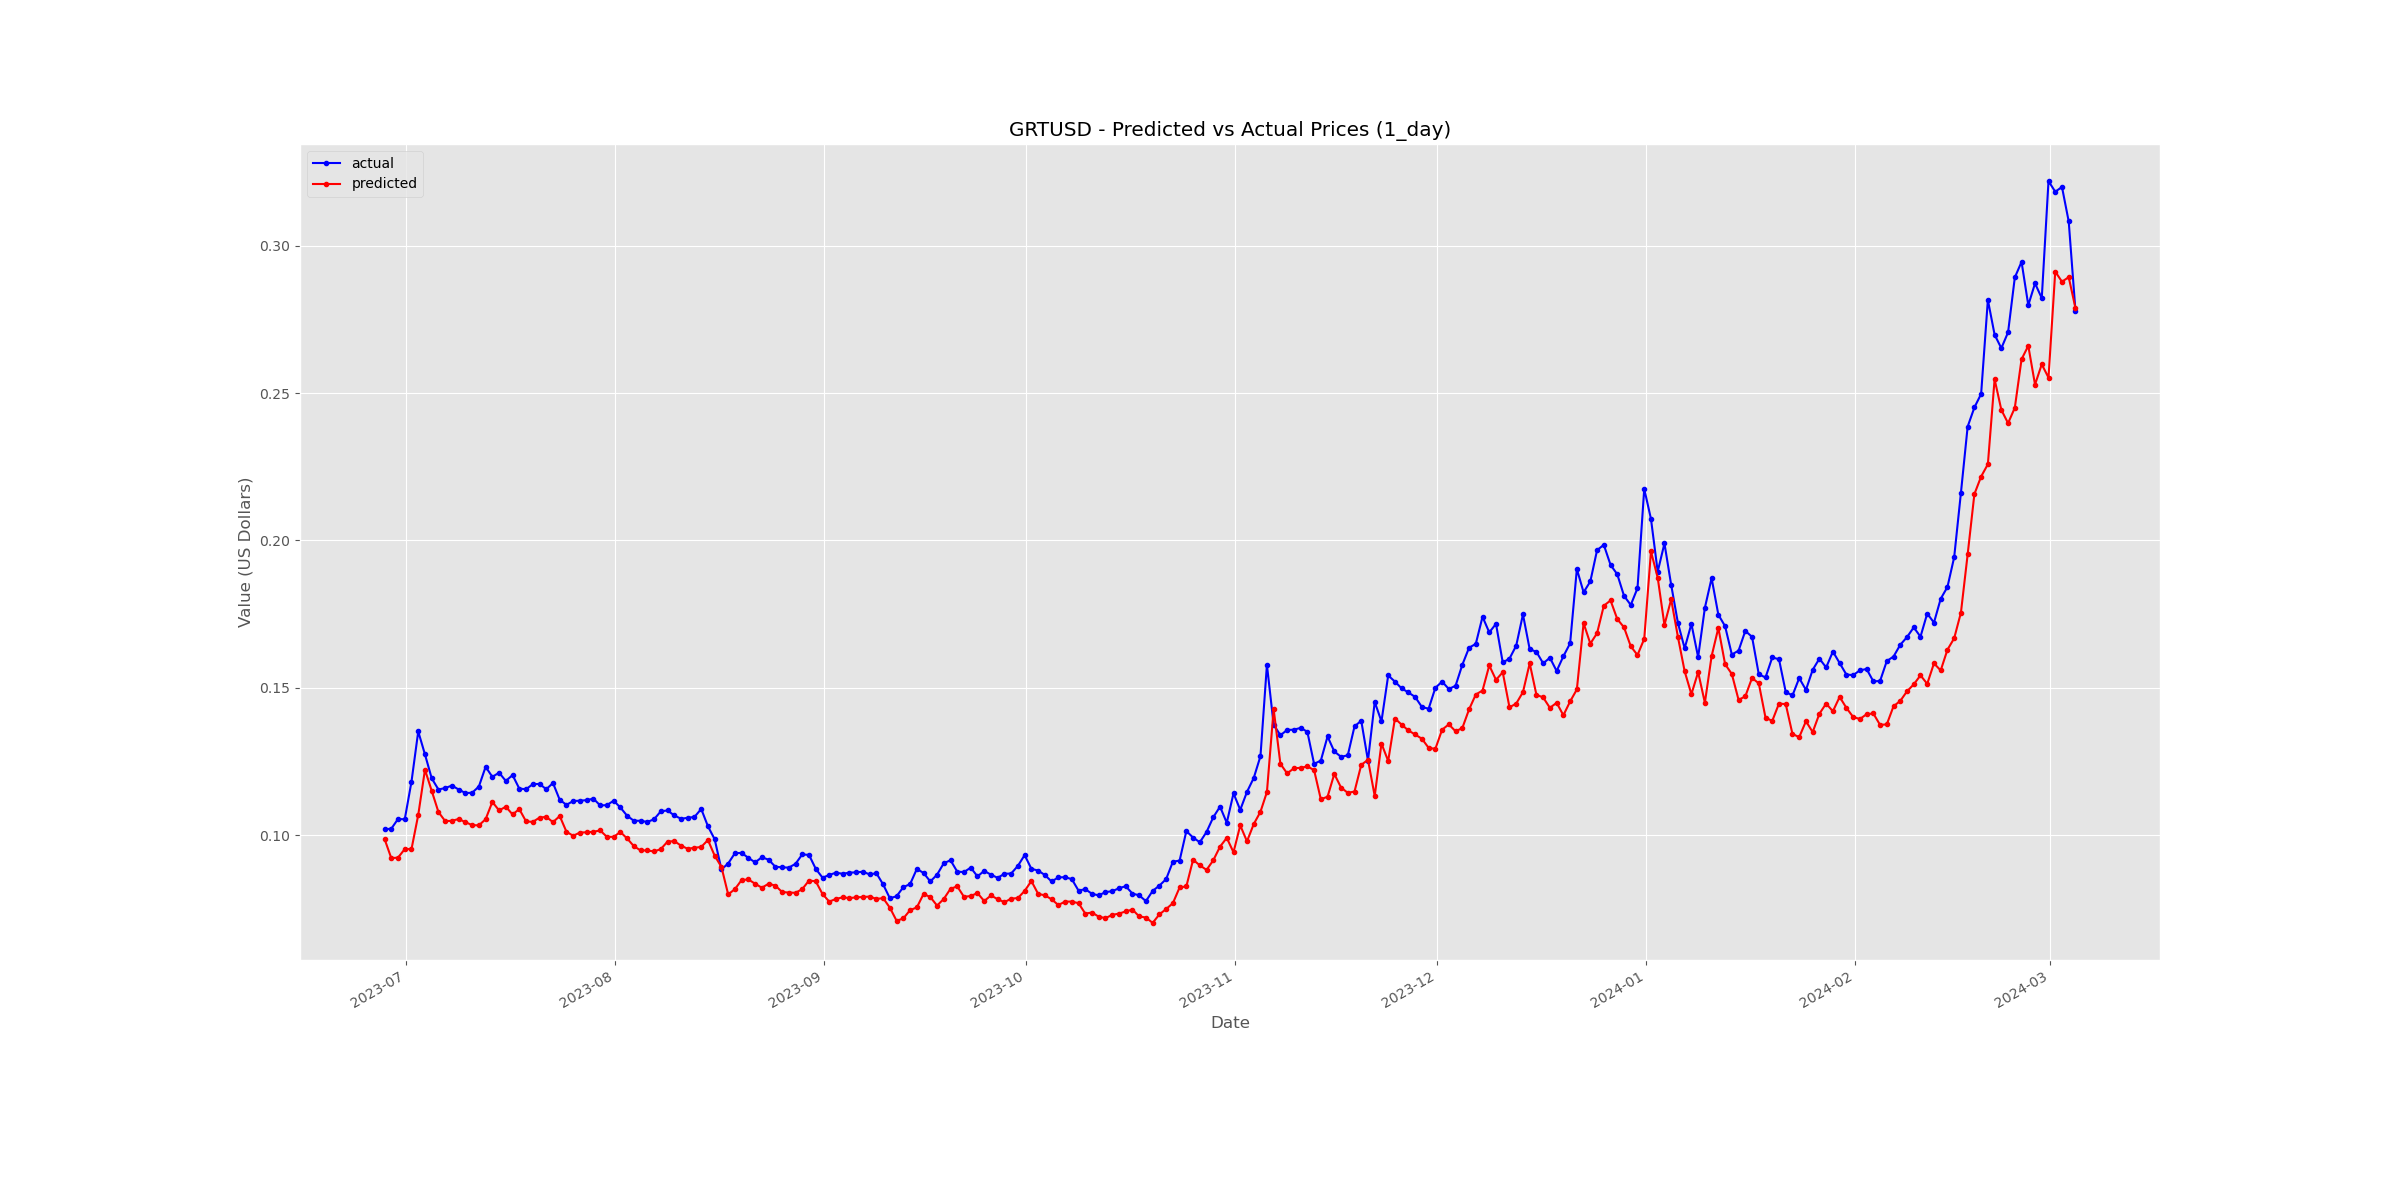 GRTUSD - Predicted vs Actual Prices (1_day)
actual
predicted
Value (US Dollars)
0.30
0.25
0.20
0.15
0.10
2023-07
2023-08
2023-09
2023-10
2023-11
2023-12
2024-01
2024-02
2024-03
Date